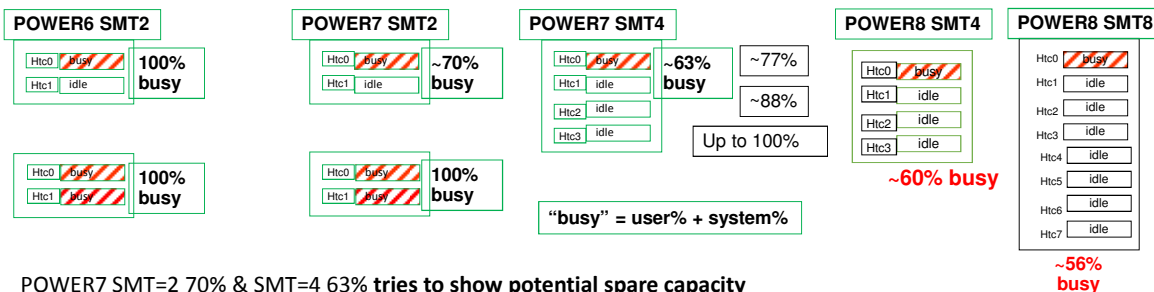 POWER6 SMT2
Htc0 busy
Htc1 idle
100%
busy
Htc0 busy
Htc1 busy
100%
busy
POWER7 SMT2
Htc0 busy
Htc1 idle
~70%
busy
Htc0 busy
Htc1 busy
100%
busy
POWER7 SMT4
Htc0 busy
Htc1 idle
Htc2 idle
Htc3 idle
~63%
busy
~77%
~88%
Up to 100%
“busy” = user% + system%
POWER8 SMT4
Htc0 busy
Htc1 idle
Htc2 idle
Htc3 idle
~60% busy
POWER8 SMT8
Htc0 busy
Htc1 idle
Htc2 idle
Htc3 idle
Htc4 idle
Htc5 idle
Htc6 idle
Htc7 idle
~56%
busy
POWER7 SMT=2 70% & SMT=4 63% tries to show potential spare capacity